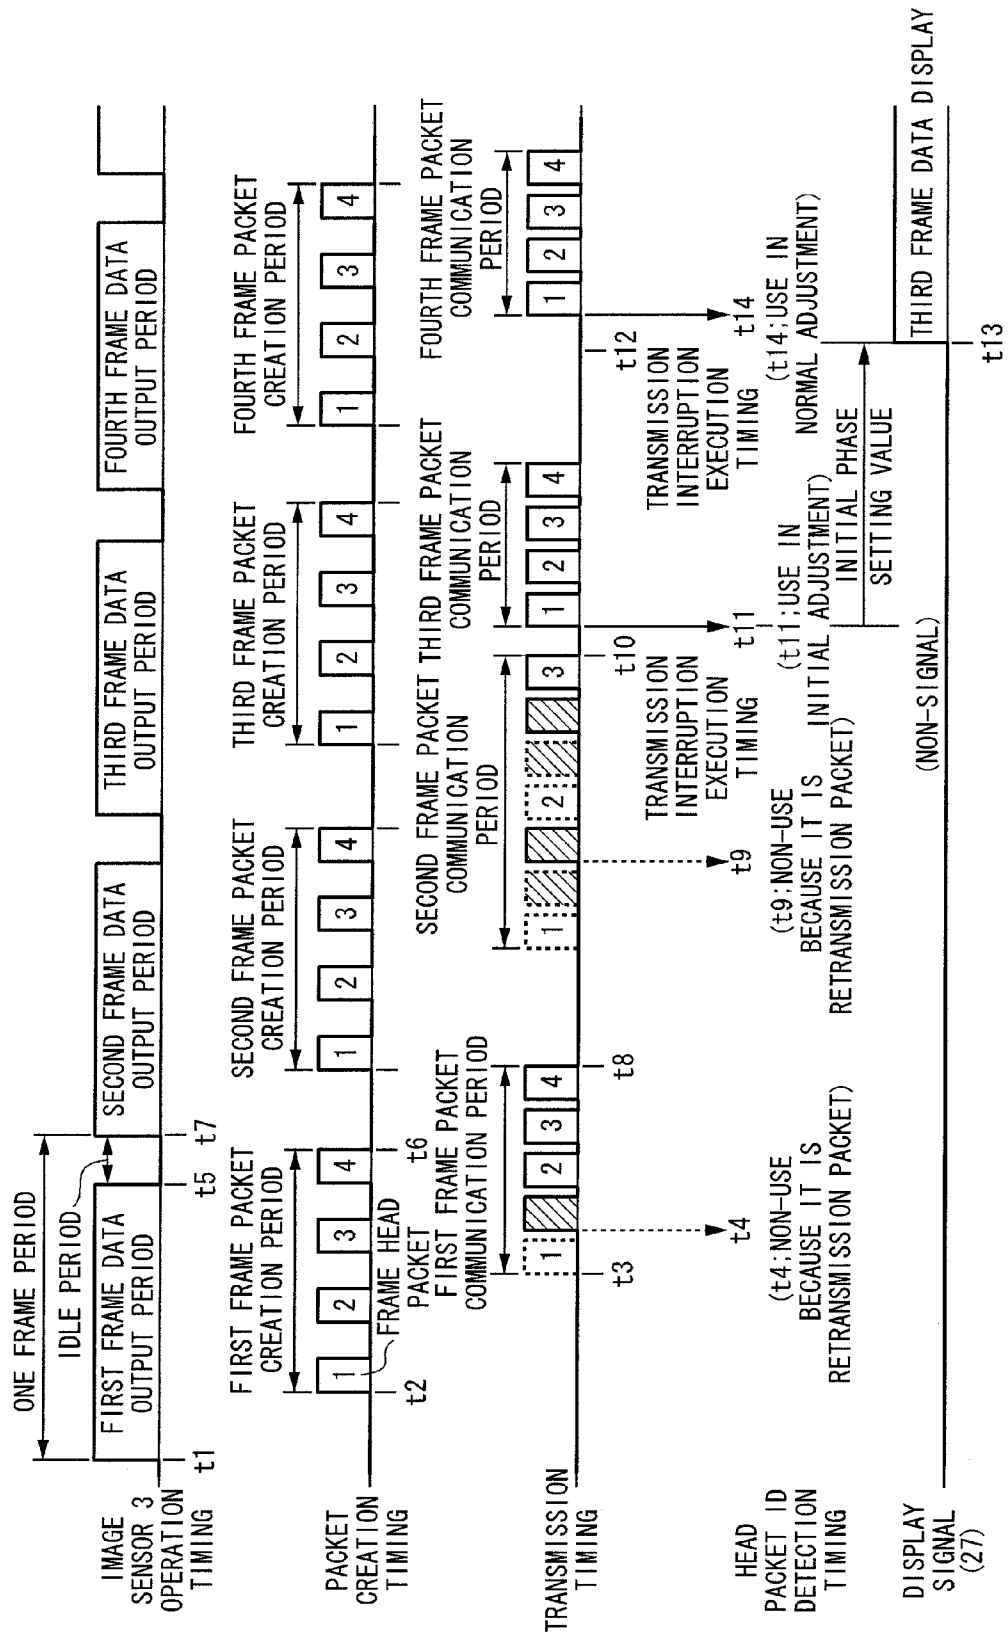 ONE FRAME PERIOD
IDLE PERIOD
IMAGE
SENSOR 3
OPERATION
TIMING
FIRST FRAME DATA
OUTPUT PERIOD
SECOND FRAME DATA
OUTPUT PERIOD
THIRD FRAME DATA
OUTPUT PERIOD
FOURTH FRAME DATA
OUTPUT PERIOD
t1
t5
t7
FIRST FRAME PACKET
CREATION PERIOD
SECOND FRAME PACKET
CREATION PERIOD
THIRD FRAME PACKET
CREATION PERIOD
FOURTH FRAME PACKET
CREATION PERIOD
PACKET
CREATION
TIMING
1 2 3 4 1 2 3 4 1 2 3 4 1 2 3 4
t2
FRAME HEAD
PACKET
t6
FIRST FRAME PACKET
COMMUNICATION PERIOD
SECOND FRAME PACKET
COMMUNICATION
PERIOD
THIRD FRAME PACKET
COMMUNICATION
PERIOD
FOURTH FRAME PACKET
COMMUNICATION
PERIOD
TRANSMISSION
TIMING
1 2 3 4 1 2 3 1 2 3 4 1 2 3 4
t3
t8
t10
t12
TRANSMISSION
INTERRUPTION
EXECUTION
TIMING
TRANSMISSION
INTERRUPTION
EXECUTION
TIMING
t4
t9
t11
t14
HEAD
PACKET ID
DETECTION
TIMING
(t4;NON-USE
BECAUSE IT IS
RETRANSMISSION PACKET)
(t9;NON-USE
BECAUSE IT IS
RETRANSMISSION PACKET)
(t11;USE IN
INITIAL ADJUSTMENT)
(t14;USE IN
NORMAL ADJUSTMENT)
INITIAL PHASE
SETTING VALUE
DISPLAY
SIGNAL
(27)
(NON-SIGNAL)
THIRD FRAME DATA DISPLAY
t13